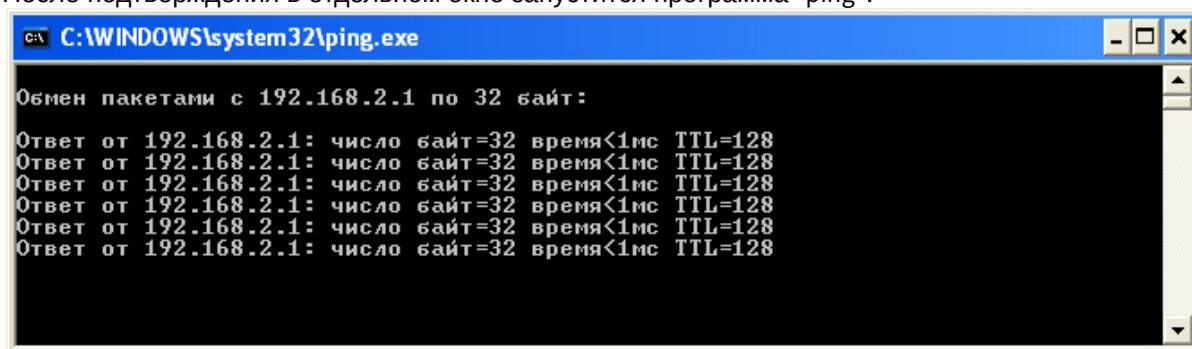 После подтверждения в отдельном окне запустится программа "ping".
C:\WINDOWS\system32\ping.exe
Обмен пакетами с 192.168.2.1 по 32 байт:
Ответ от 192.168.2.1: число байт=32 время<1мс TTL=128
Ответ от 192.168.2.1: число байт=32 время<1мс TTL=128
Ответ от 192.168.2.1: число байт=32 время<1мс TTL=128
Ответ от 192.168.2.1: число байт=32 время<1мс TTL=128
Ответ от 192.168.2.1: число байт=32 время<1мс TTL=128
Ответ от 192.168.2.1: число байт=32 время<1мс TTL=128